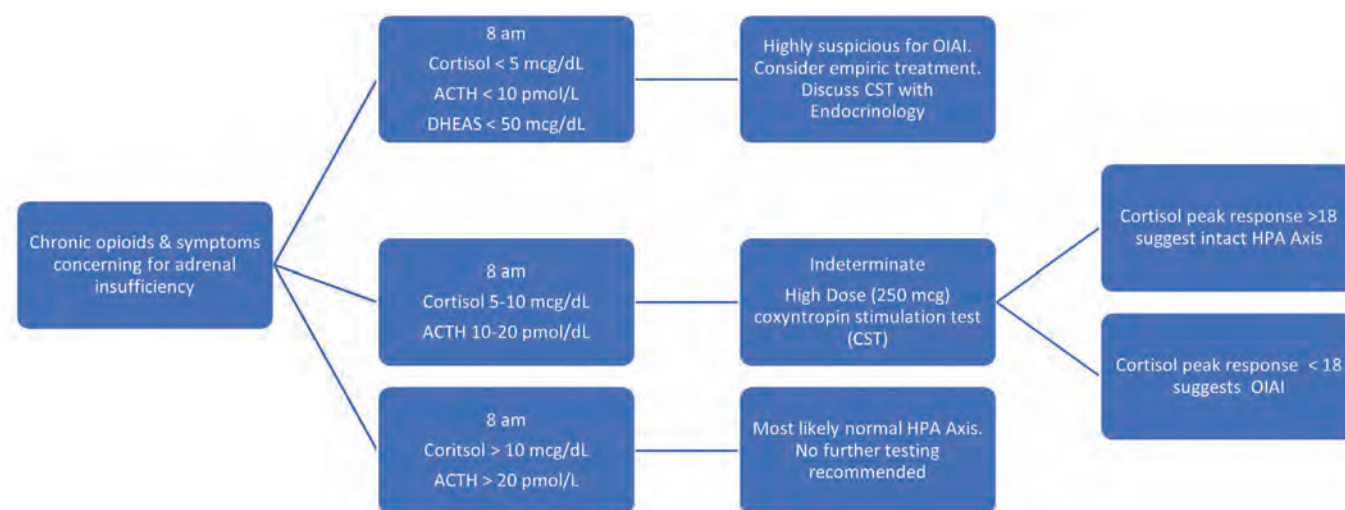 Chronic opioids & symptoms
concerning for adrenal
insufficiency
8 am
Cortisol < 5 mcg/dL
ACTH < 10 pmol/L
DHEAS < 50 mcg/dL
Highly suspicious for OIAI.
Consider empiric treatment.
Discuss CST with
Endocrinology
8 am
Cortisol 5-10 mcg/dL
ACTH 10-20 pmol/dL
Indeterminate
High Dose (250 mcg)
coxyntropin stimulation test
(CST)
Cortisol peak response >18
suggest intact HPA Axis
Cortisol peak response < 18
suggests OIAI
8 am
Coritsol > 10 mcg/dL
ACTH > 20 pmol/L
Most likely normal HPA Axis.
No further testing
recommended